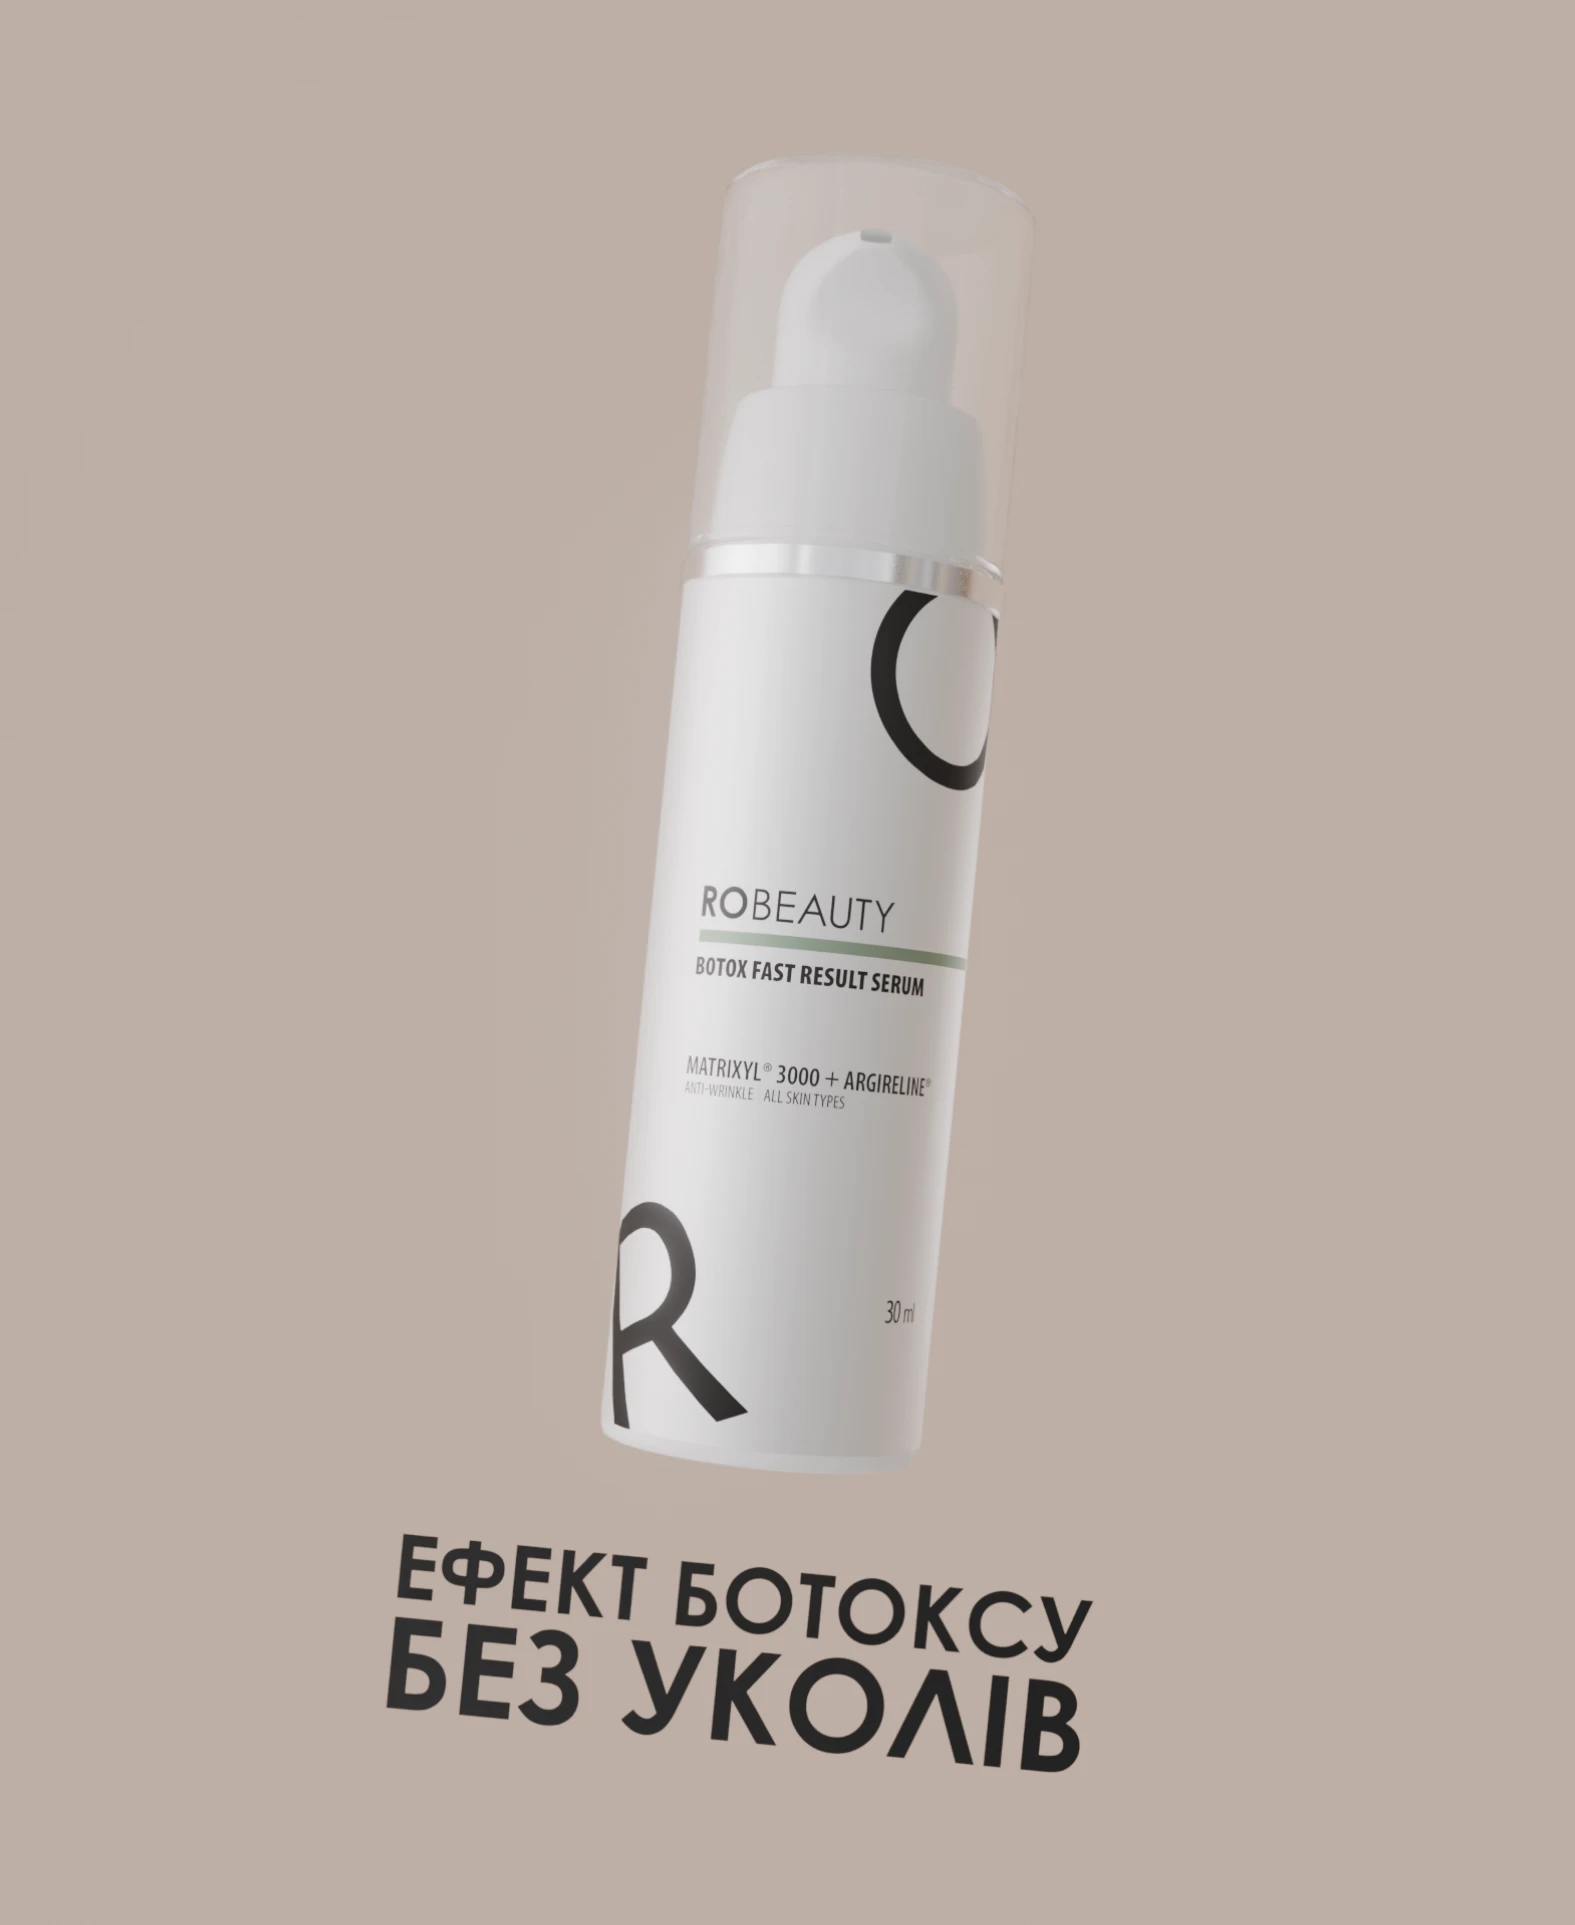 ROBEAUTY
BOTOX FAST RESULT SERUM
MATRIXYL® 3000 + ARGIRELINE®
ANTI-WRINKLE ALL SKIN TYPES
R
30 ml
ЕФЕКТ БОТОКСУ
БЕЗ УКОЛІВ